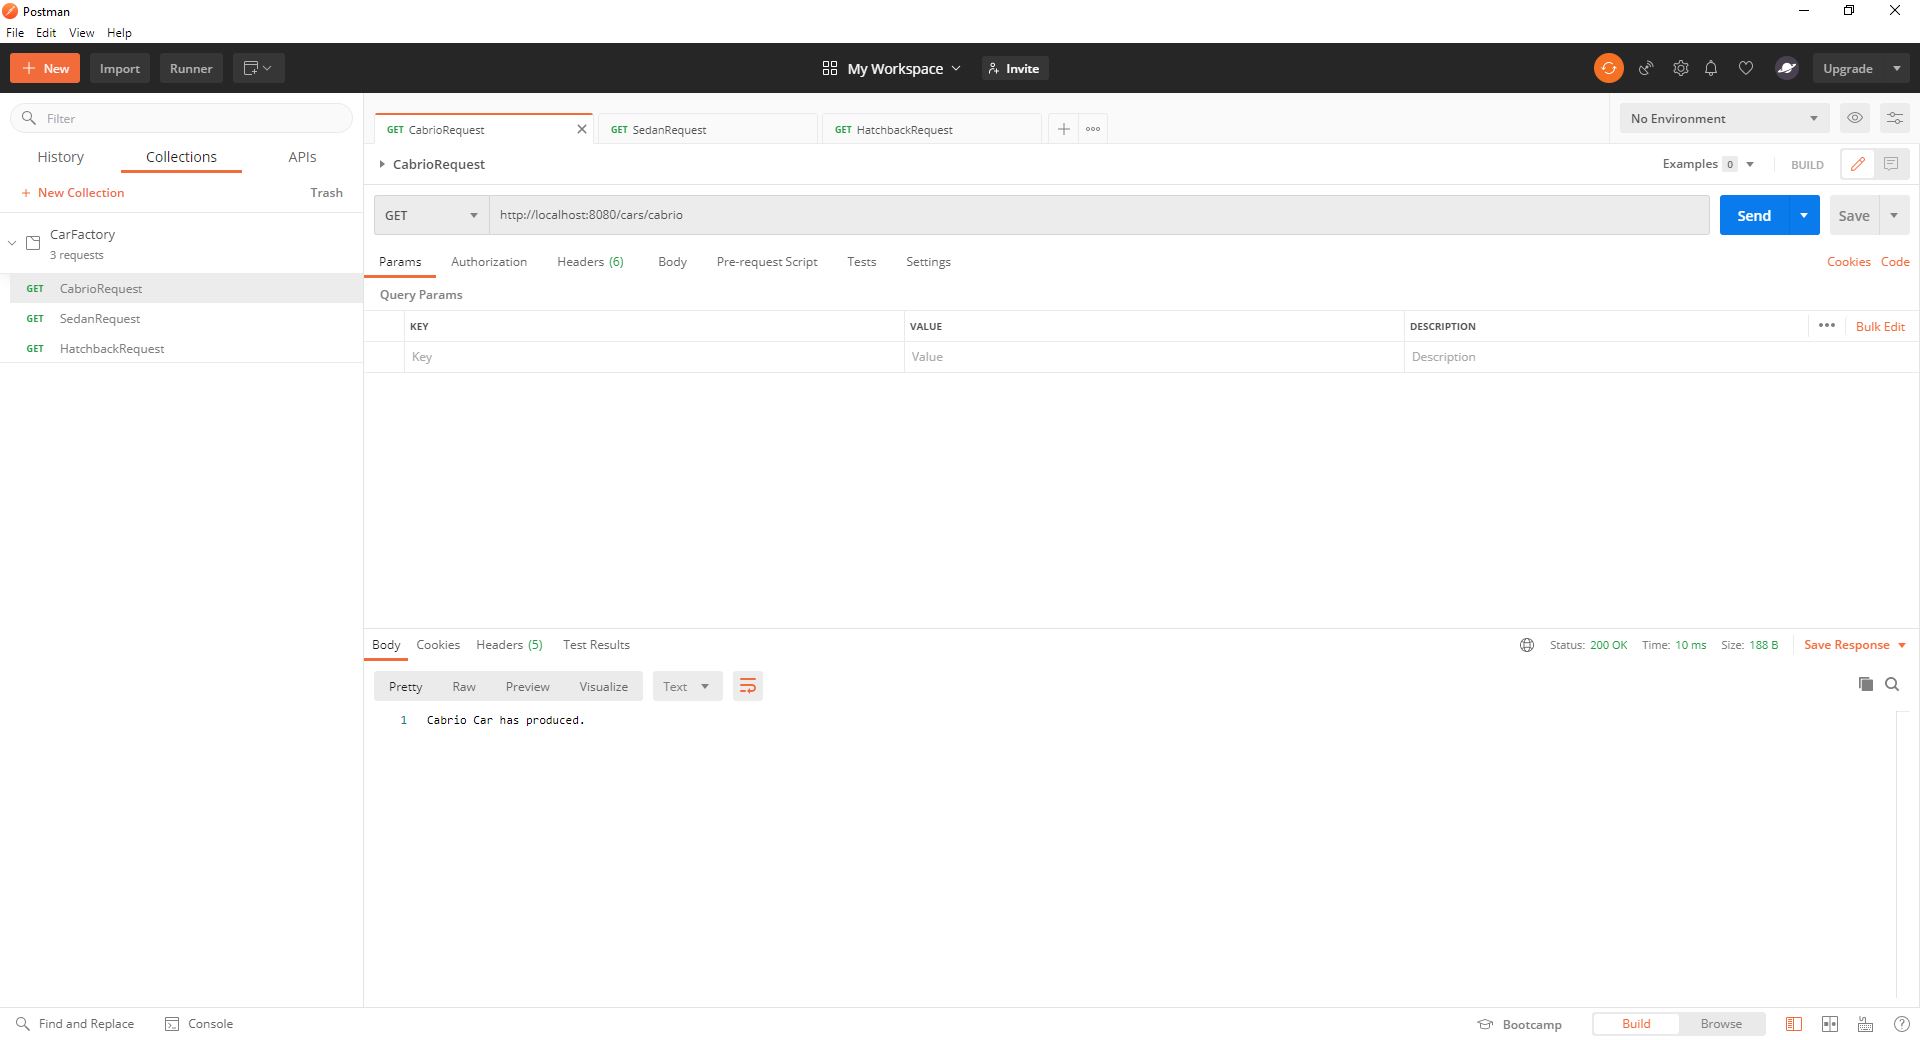 Postman
File Edit View Help
New Import Runner My Workspace Invite Upgrade
Filter
History Collections APIs
New Collection Trash
CarFactory
3 requests
GET CabrioRequest
GET SedanRequest
GET HatchbackRequest
GET CabrioRequest GET SedanRequest GET HatchbackRequest No Environment
CabrioRequest Examples 0 BUILD
GET http://localhost:8080/cars/cabrio Send Save
Params Authorization Headers (6) Body Pre-request Script Tests Settings Cookies Code
Query Params
KEY VALUE DESCRIPTION Bulk Edit
Key Value Description
Body Cookies Headers (5) Test Results Status: 200 OK Time: 10 ms Size: 188 B Save Response
Pretty Raw Preview Visualize Text
1 Cabrio Car has produced.
Find and Replace Console Bootcamp Build Browse